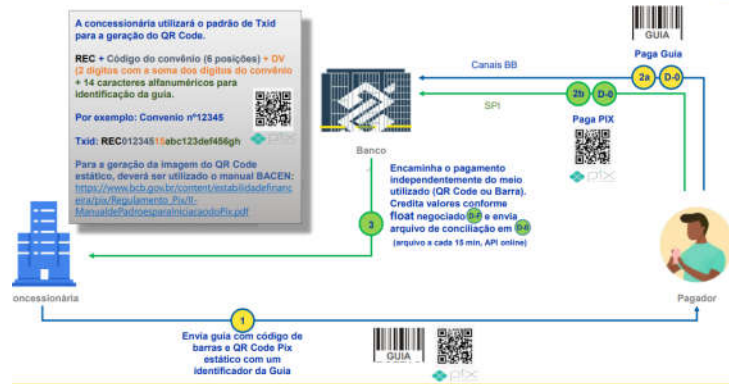 A concessionária utilizará o padrão de Txid
para a geração do QR Code.
REC + Código do convênio (6 posições) + DV
(2 dígitos com a soma dos dígitos do convênio
+ 14 caracteres alfanuméricos para
identificação da guia.
Por exemplo: Convenio nº12345
Txid: REC01234515abc123def456gh
pix
Para a geração da imagem do QR Code
estático, deverá ser utilizado o manual BACEN:
https://www.bcb.gov.br/content/estabilidadefinanc
eira/pix/Regulamento_Pix/II-
ManualdePadroesparaIniciacaodoPix.pdf
GUIA
Paga Guia
Canais BB
2a
D-0
2b
D-0
SPI
Paga PIX
pix
Banco
Encaminha o pagamento
independentemente do meio
utilizado (QR Code ou Barra).
Credita valores conforme
float negociado D-F e envia
arquivo de conciliação em D-0
(arquivo a cada 15 min, API online)
3
oncessionária
Pagador
1
Envia guia com código de
barras e QR Code Pix
estático com um
identificador da Guia
GUIA
pix